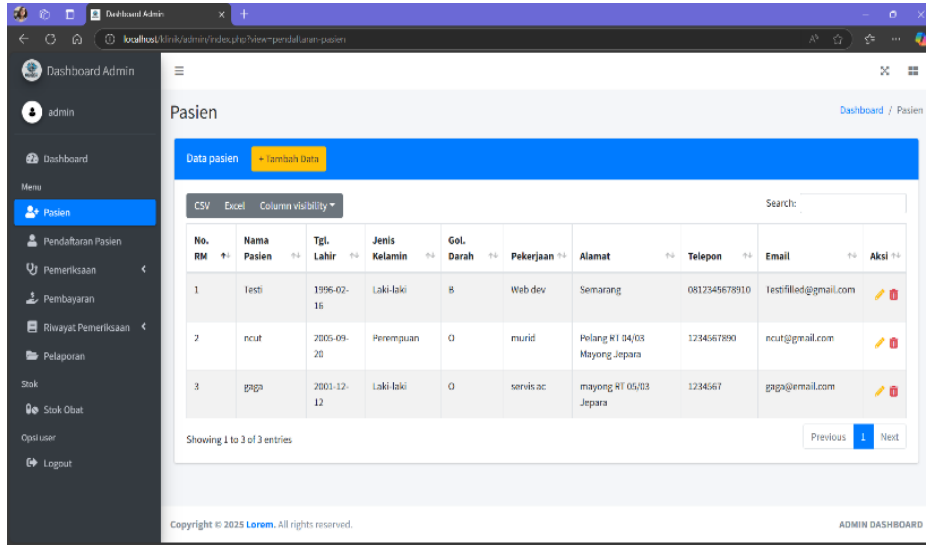 Dashboard Admin
localhost/klinik/admin/index.php?view=pendaftaran-pasien
Dashboard Admin
admin
Dashboard
Menu
Pasien
Pendaftaran Pasien
Pemeriksaan
Pembayaran
Riwayat Pemeriksaan
Pelaporan
Stok
Stok Obat
Opsi user
Logout
Pasien
Dashboard / Pasien
Data pasien + Tambah Data
CSV Excel Column visibility
Search:
No. RM Nama Pasien Tgl. Lahir Jenis Kelamin Gol. Darah Pekerjaan Alamat Telepon Email Aksi
1 Testi 1996-02-16 Laki-laki B Web dev Semarang 0812345678910 Testifilled@gmail.com
2 ncut 2005-09-20 Perempuan O murid Pelang RT 04/03 Mayong Jepara 1234567890 ncut@gmail.com
3 gaga 2001-12-12 Laki-laki O servis ac mayong RT 05/03 Jepara 1234567 gaga@email.com
Showing 1 to 3 of 3 entries
Previous 1 Next
Copyright © 2025 Lorem. All rights reserved.
ADMIN DASHBOARD